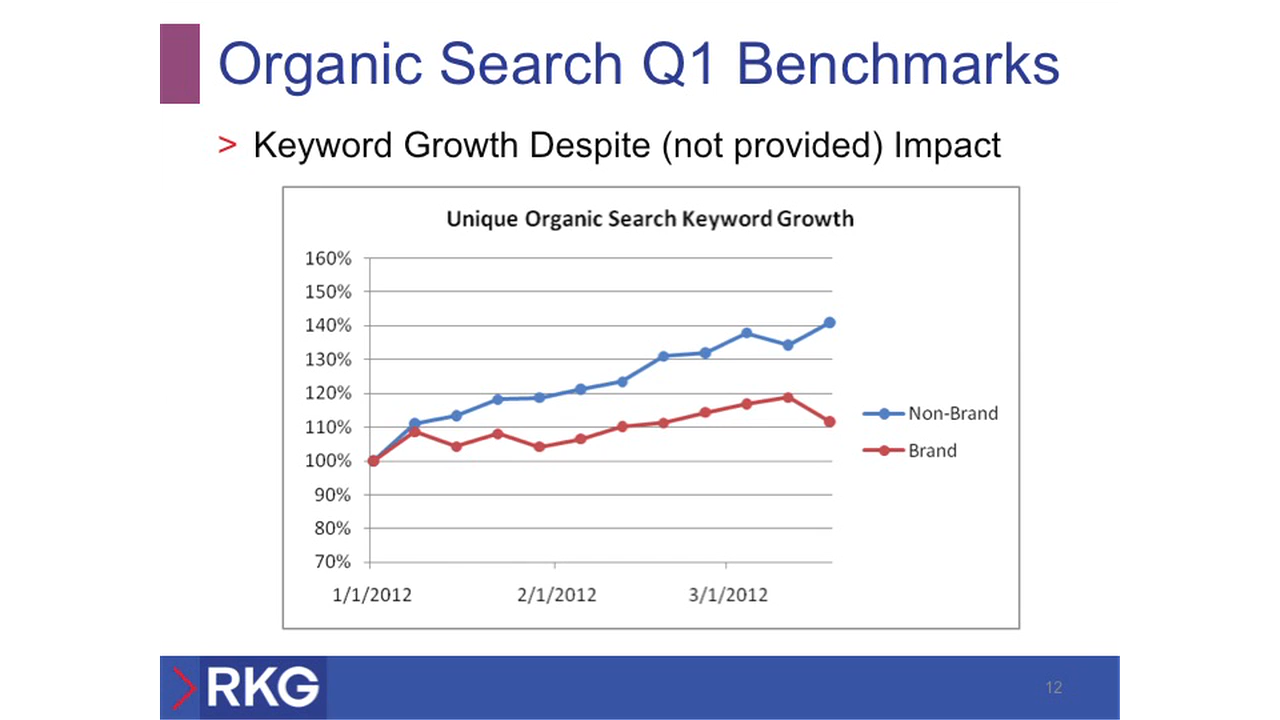 Organic Search Q1 Benchmarks
> Keyword Growth Despite (not provided) Impact
Unique Organic Search Keyword Growth
160%
150%
140%
130%
120%
110%
100%
90%
80%
70%
1/1/2012 2/1/2012 3/1/2012
Non-Brand
Brand
RKG
12